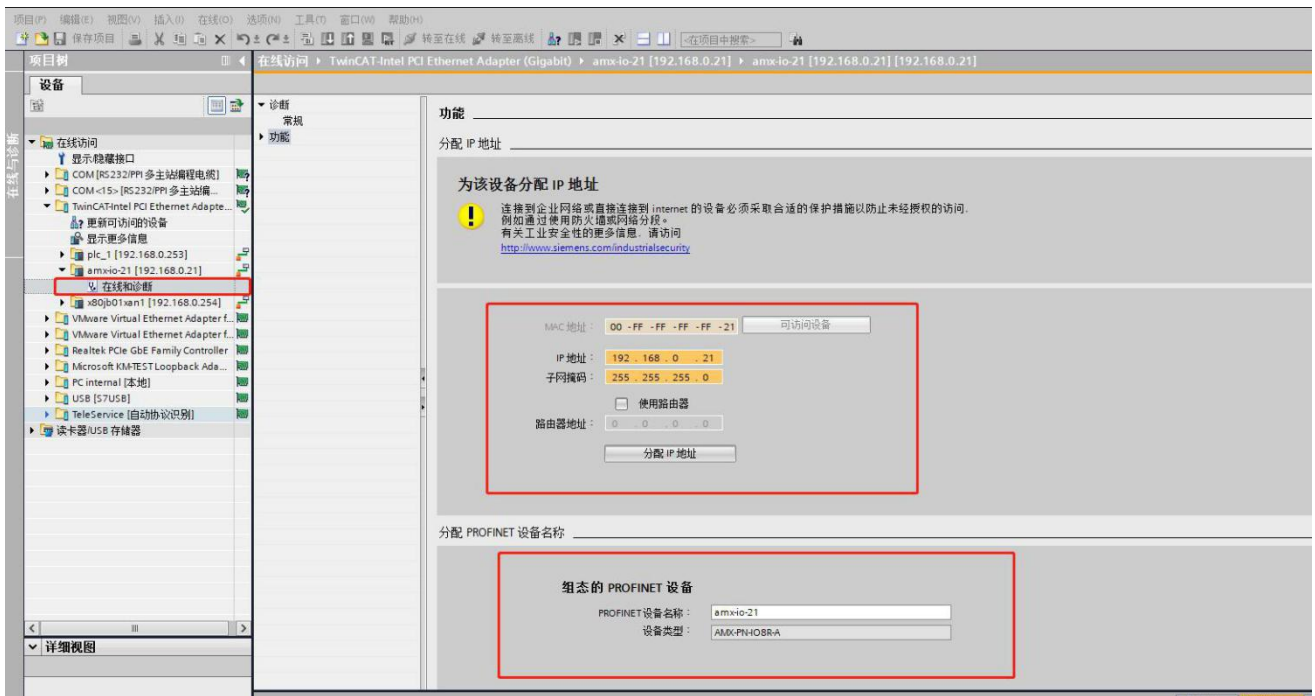 项目(P) 编辑(E) 视图(V) 插入(I) 在线(O) 选项(N) 工具(T) 窗口(W) 帮助(H)
保存项目 转至在线 转至离线 <在项目中搜索>
项目树
在线访问 ▸ TwinCAT-Intel PCI Ethernet Adapter (Gigabit) ▸ amx-io-21 [192.168.0.21] ▸ amx-io-21 [192.168.0.21] [192.168.0.21]
设备
在线与诊断
在线访问
显示/隐藏接口
COM [RS232/PPI 多主站编程电缆]
COM <15> [RS232/PPI 多主站编...
TwinCAT-Intel PCI Ethernet Adapte...
更新可访问的设备
显示更多信息
plc_1 [192.168.0.253]
amx-io-21 [192.168.0.21]
在线和诊断
x80jb01xan1 [192.168.0.254]
VMware Virtual Ethernet Adapter f...
VMware Virtual Ethernet Adapter f...
Realtek PCIe GbE Family Controller
Microsoft KM-TEST Loopback Ada...
PC internal [本地]
USB [S7USB]
TeleService [自动协议识别]
读卡器/USB 存储器
详细视图
诊断
常规
功能
功能
分配 IP 地址
为该设备分配 IP 地址
连接到企业网络或直接连接到 internet 的设备必须采取合适的保护措施以防止未经授权的访问.
例如通过使用防火墙或网络分段。
有关工业安全性的更多信息, 请访问
http://www.siemens.com/industrialsecurity
MAC 地址： 00 -FF -FF -FF -FF -21 可访问设备
IP 地址： 192 . 168 . 0 . 21
子网掩码： 255 . 255 . 255 . 0
使用路由器
路由器地址： 0 . 0 . 0 . 0
分配 IP 地址
分配 PROFINET 设备名称
组态的 PROFINET 设备
PROFINET设备名称： amx-io-21
设备类型： AMX-PN-IO8R-A